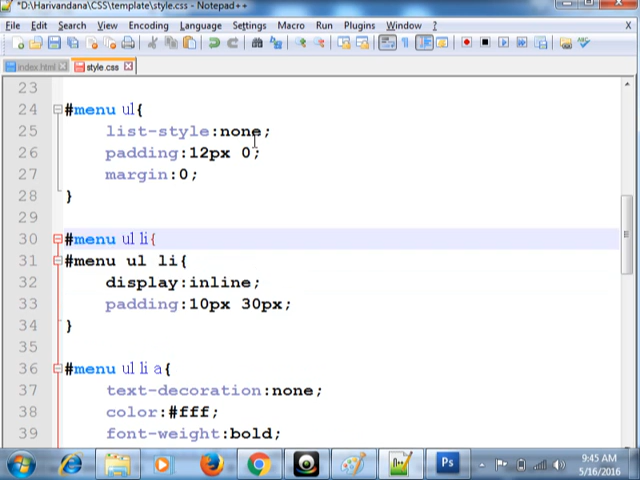 *D:\Harivandana\CSS\template\style.css - Notepad++
File Edit Search View Encoding Language Settings Macro Run Plugins Window ? X
index.html style.css
23
24 #menu ul{
25 list-style:none;
26 padding:12px 0;
27 margin:0;
28 }
29
30 #menu ul li{
31 #menu ul li{
32 display:inline;
33 padding:10px 30px;
34 }
35
36 #menu ul li a{
37 text-decoration:none;
38 color:#fff;
39 font-weight:bold;
Ps
9:45 AM
5/16/2016